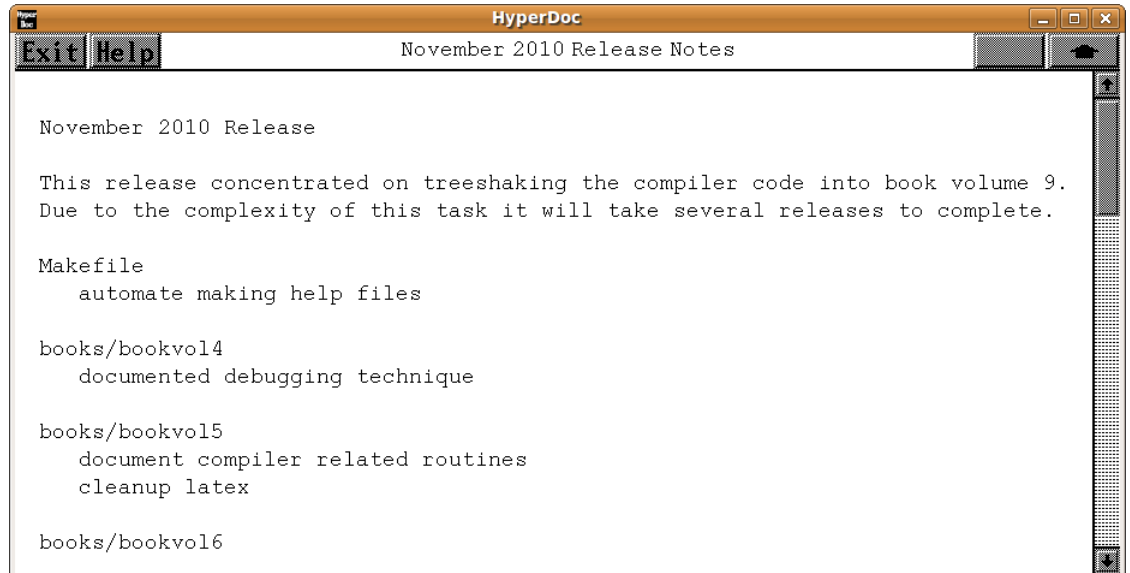 Hyper
Doc
HyperDoc
Exit Help November 2010 Release Notes
November 2010 Release
This release concentrated on treeshaking the compiler code into book volume 9.
Due to the complexity of this task it will take several releases to complete.
Makefile
automate making help files
books/bookvol4
documented debugging technique
books/bookvol5
document compiler related routines
cleanup latex
books/bookvol6